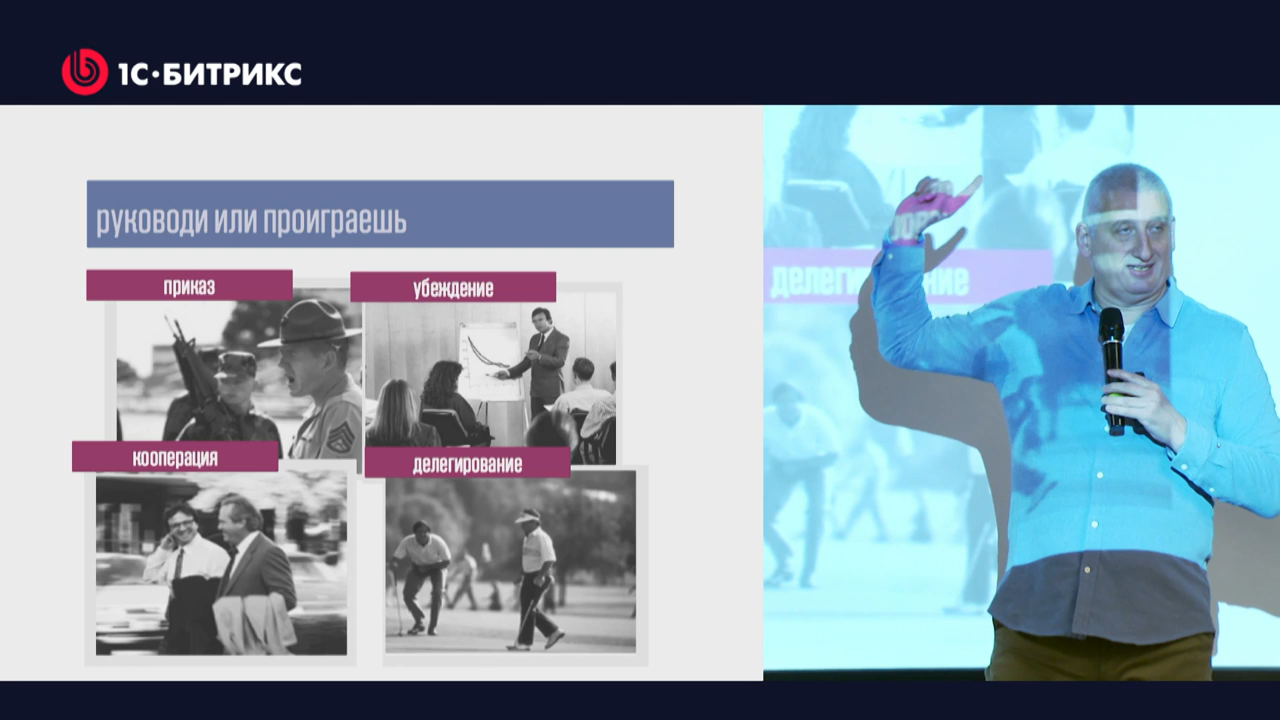 1С·БИТРИКС
руководи или проиграешь
приказ
убеждение
кооперация
делегирование